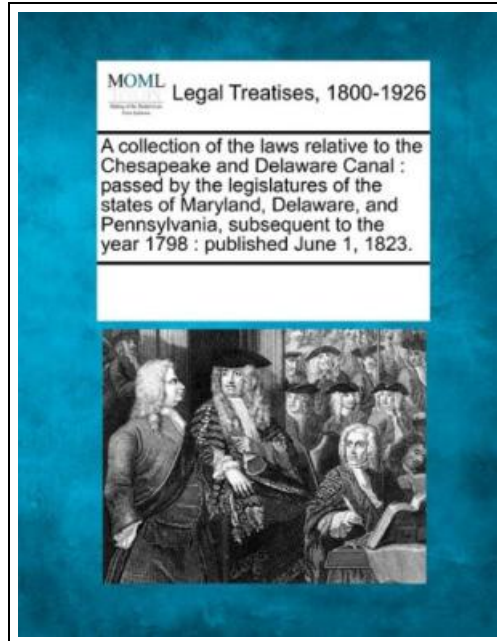 MOML
Legal Treatises, 1800-1926
A collection of the laws relative to the
Chesapeake and Delaware Canal :
passed by the legislatures of the
states of Maryland, Delaware, and
Pennsylvania, subsequent to the
year 1798 : published June 1, 1823.